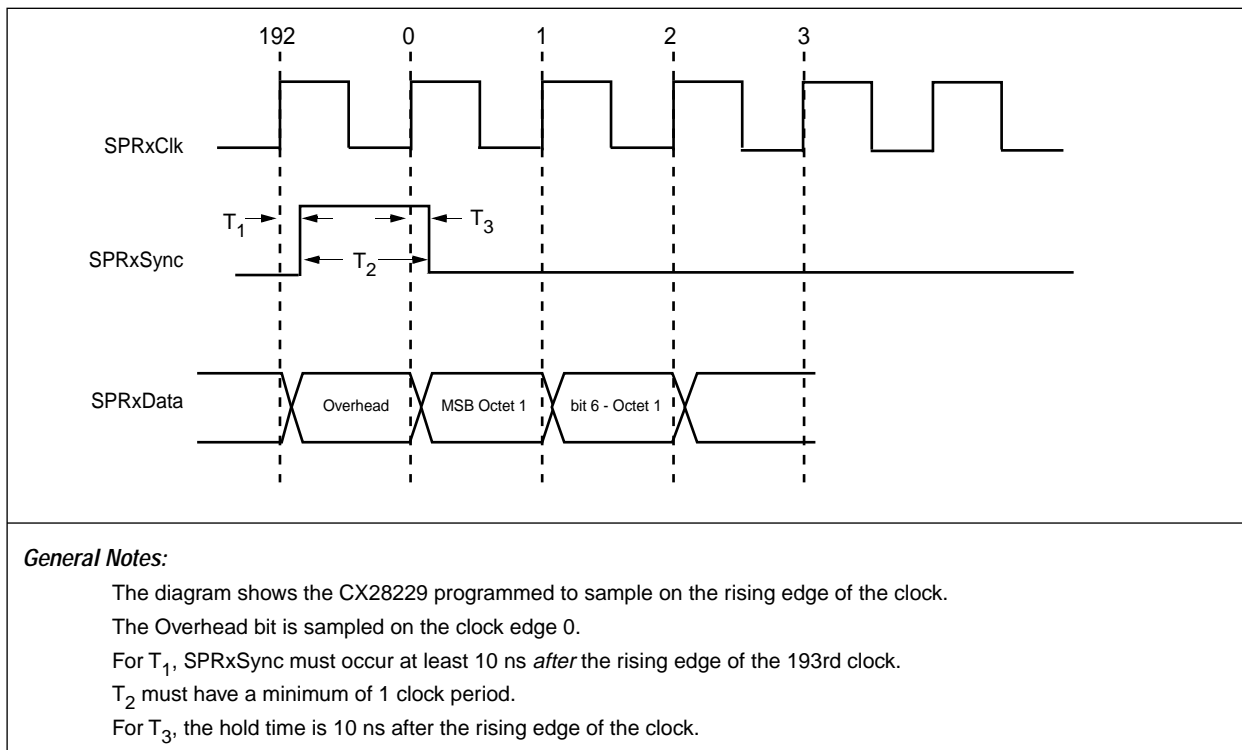 192 0 1 2 3
SPRxClk
T1 T3
SPRxSync T2
SPRxData Overhead MSB Octet 1 bit 6 - Octet 1
General Notes:
The diagram shows the CX28229 programmed to sample on the rising edge of the clock.
The Overhead bit is sampled on the clock edge 0.
For T1, SPRxSync must occur at least 10 ns after the rising edge of the 193rd clock.
T2 must have a minimum of 1 clock period.
For T3, the hold time is 10 ns after the rising edge of the clock.